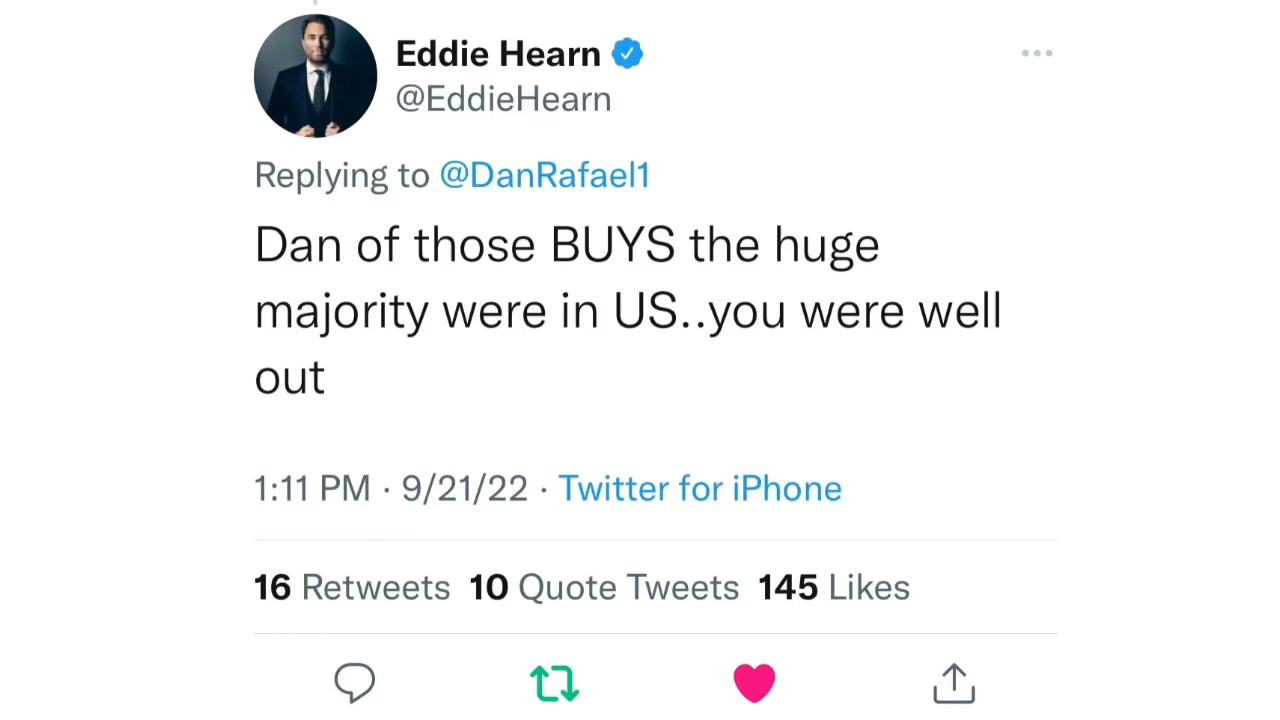 Eddie Hearn
@EddieHearn
Replying to @DanRafael1
Dan of those BUYS the huge
majority were in US..you were well
out
1:11 PM · 9/21/22 · Twitter for iPhone
16 Retweets 10 Quote Tweets 145 Likes